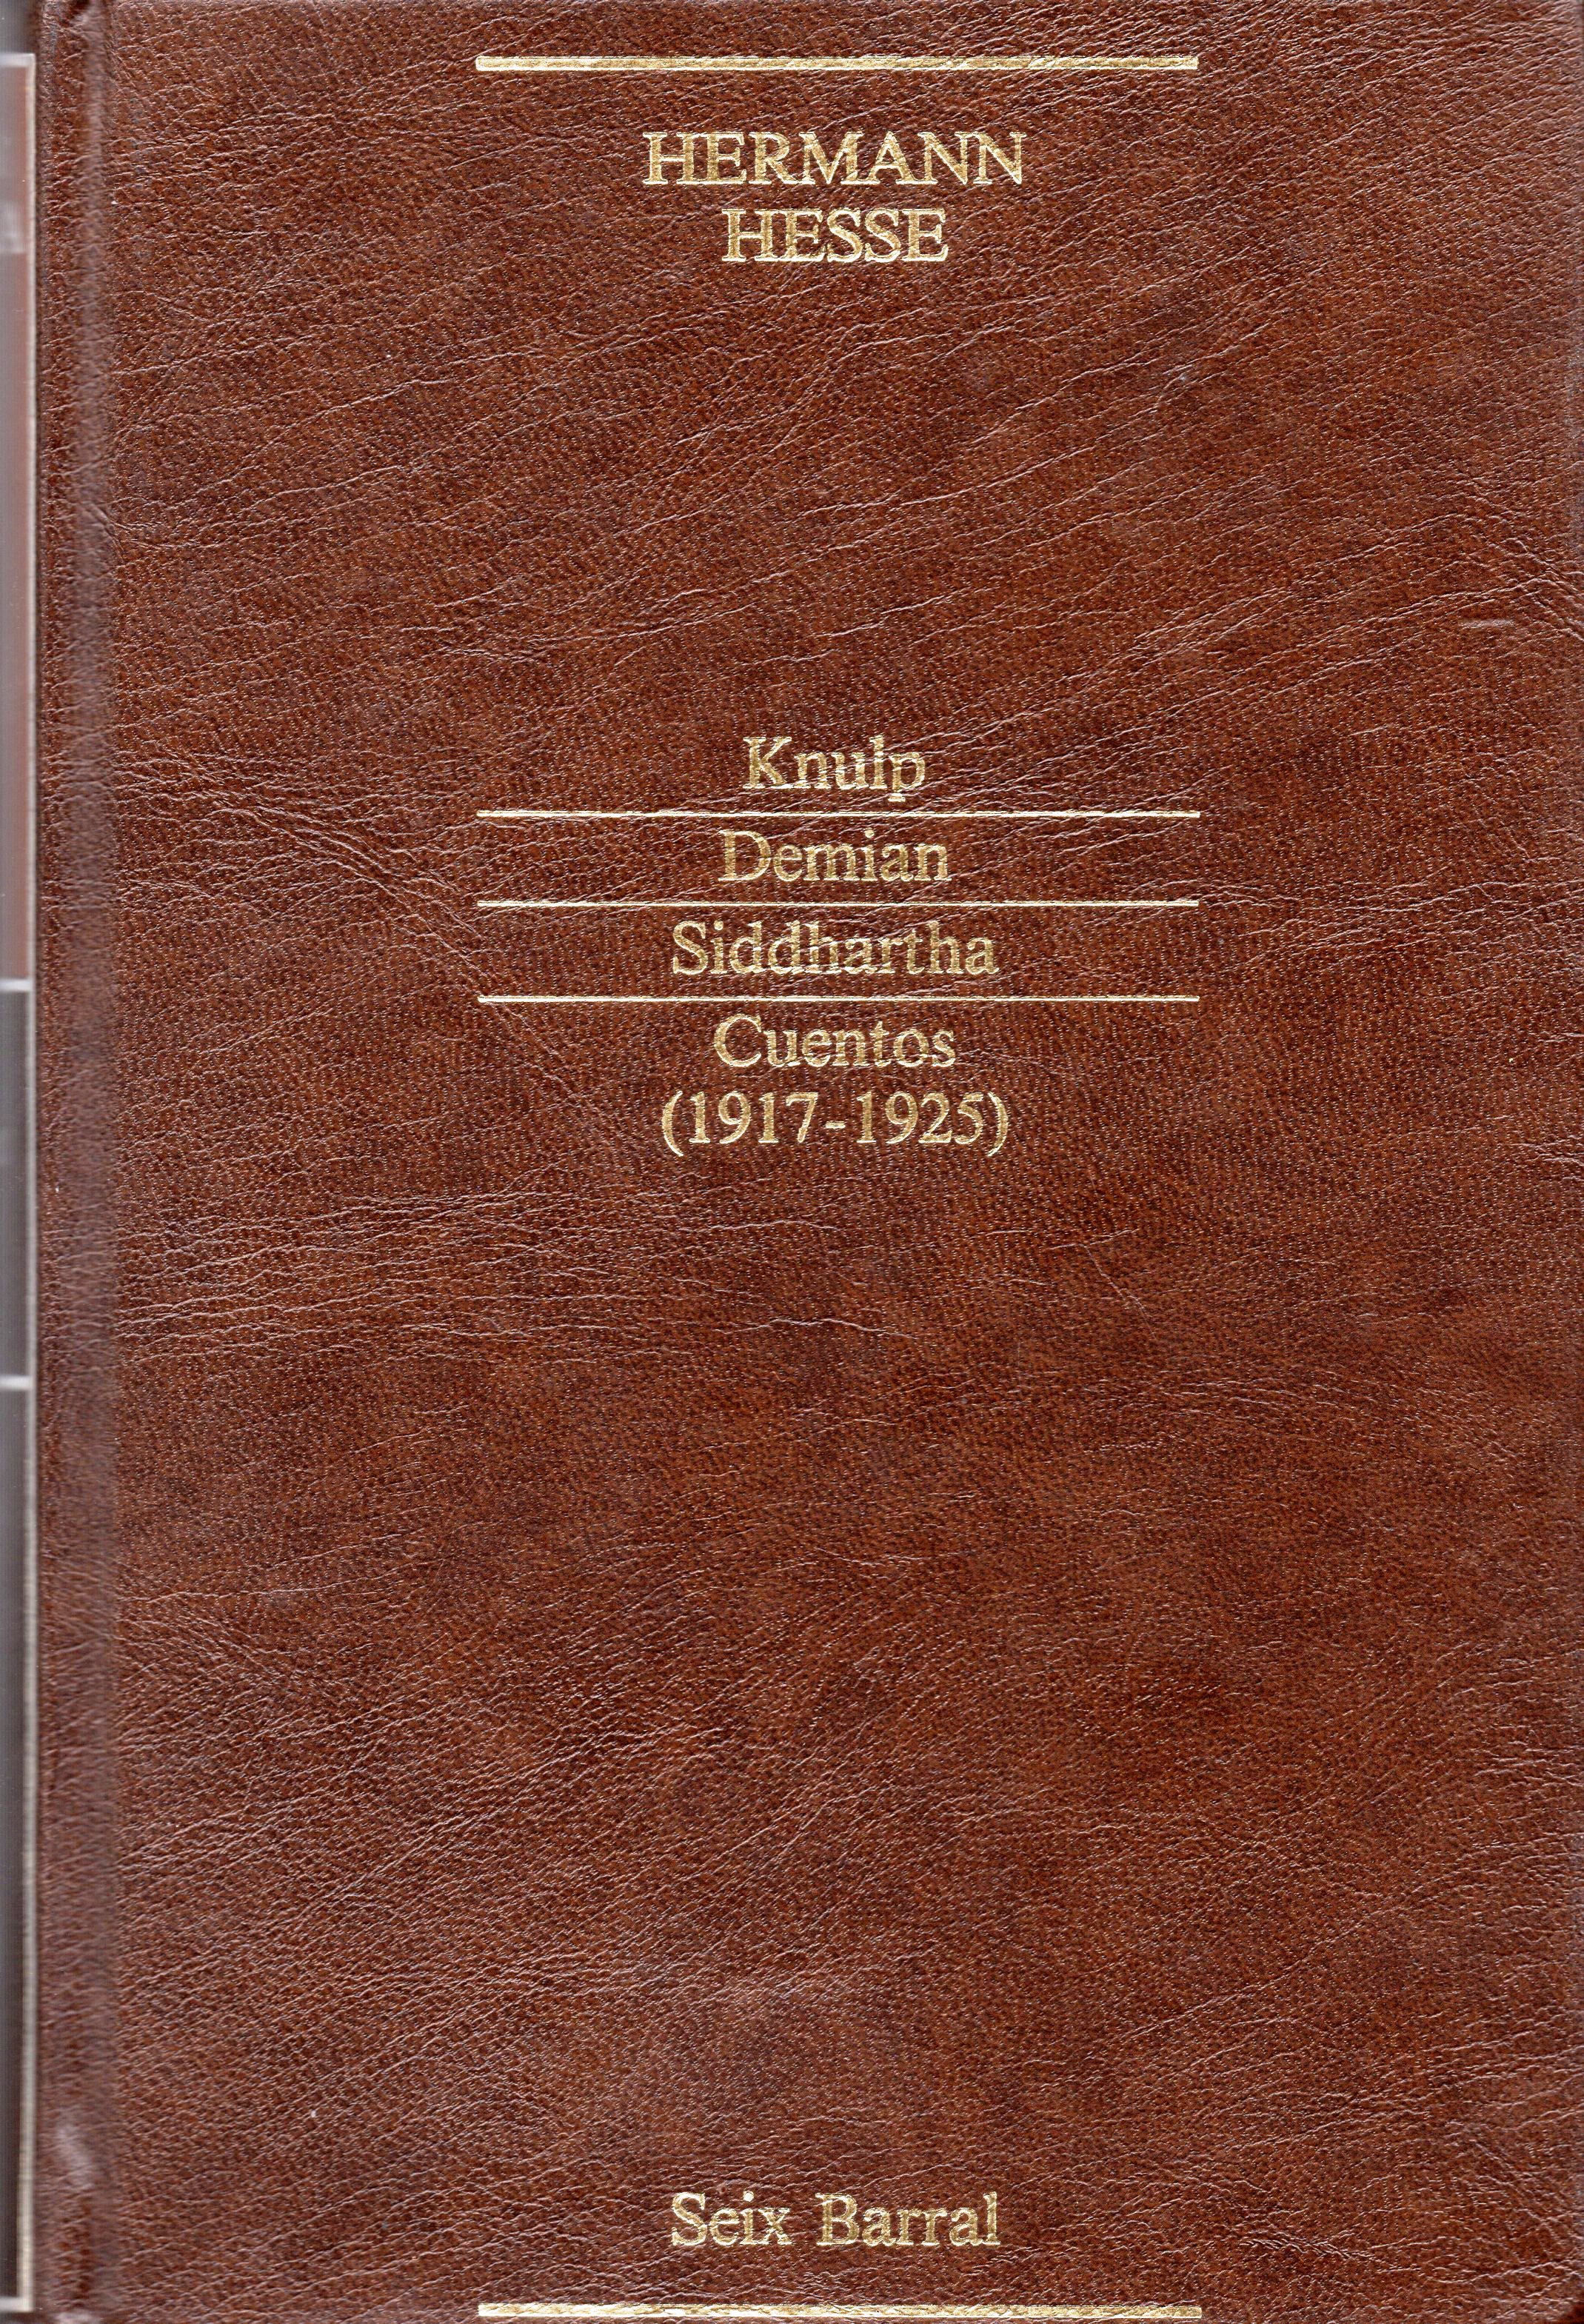 HERMANN
HESSE
Knulp
Demian
Siddhartha
Cuentos
(1917-1925)
Seix Barral